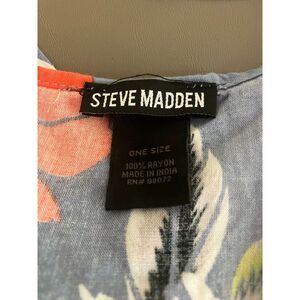 STEVE MADDEN
ONE SIZE
100% RAYON
MADE IN INDIA
RN# 98072